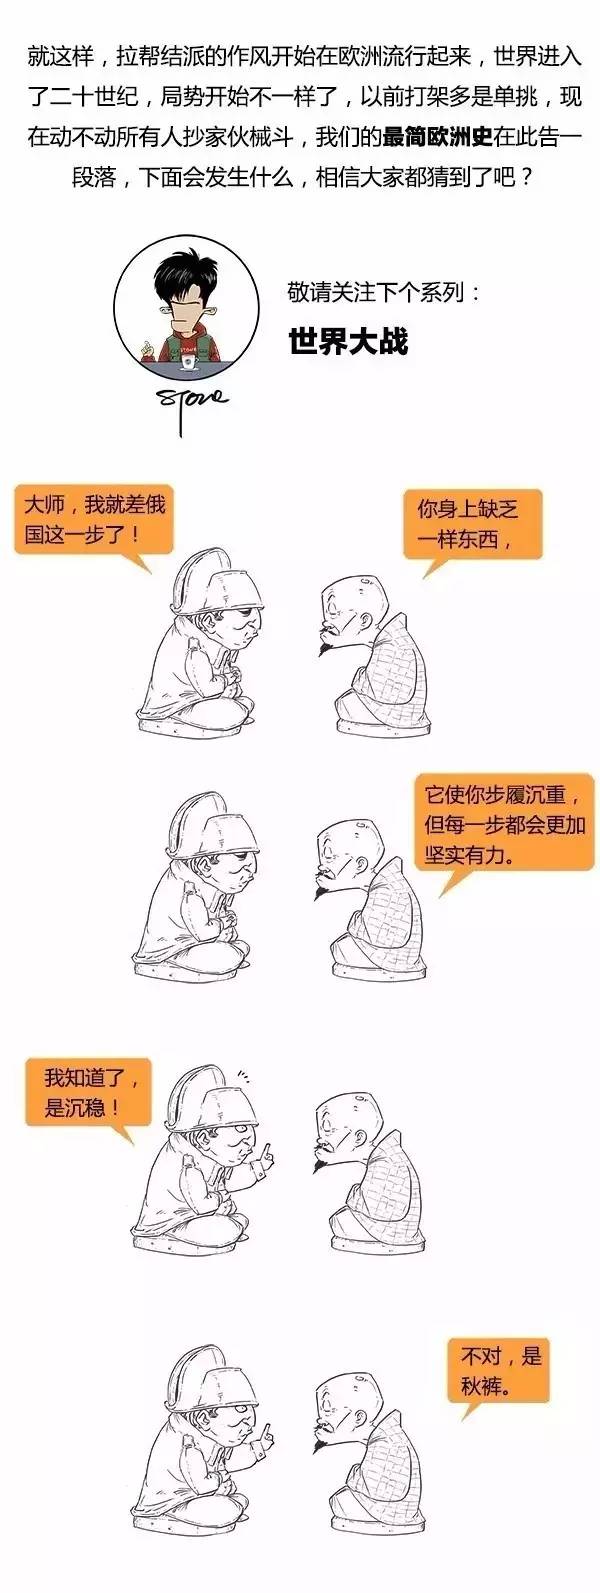 就这样，拉帮结派的作风开始在欧洲流行起来，世界进入
了二十世纪，局势开始不一样了，以前打架多是单挑，现
在动不动所有人抄家伙械斗，我们的最简欧洲史在此告一
段落，下面会发生什么，相信大家都猜到了吧？
敬请关注下个系列：
世界大战
STONE
大师，我就差俄
国这一步了！
你身上缺乏
一样东西，
它使你步履沉重，
但每一步都会更加
坚实有力。
我知道了，
是沉稳！
不对，是
秋裤。